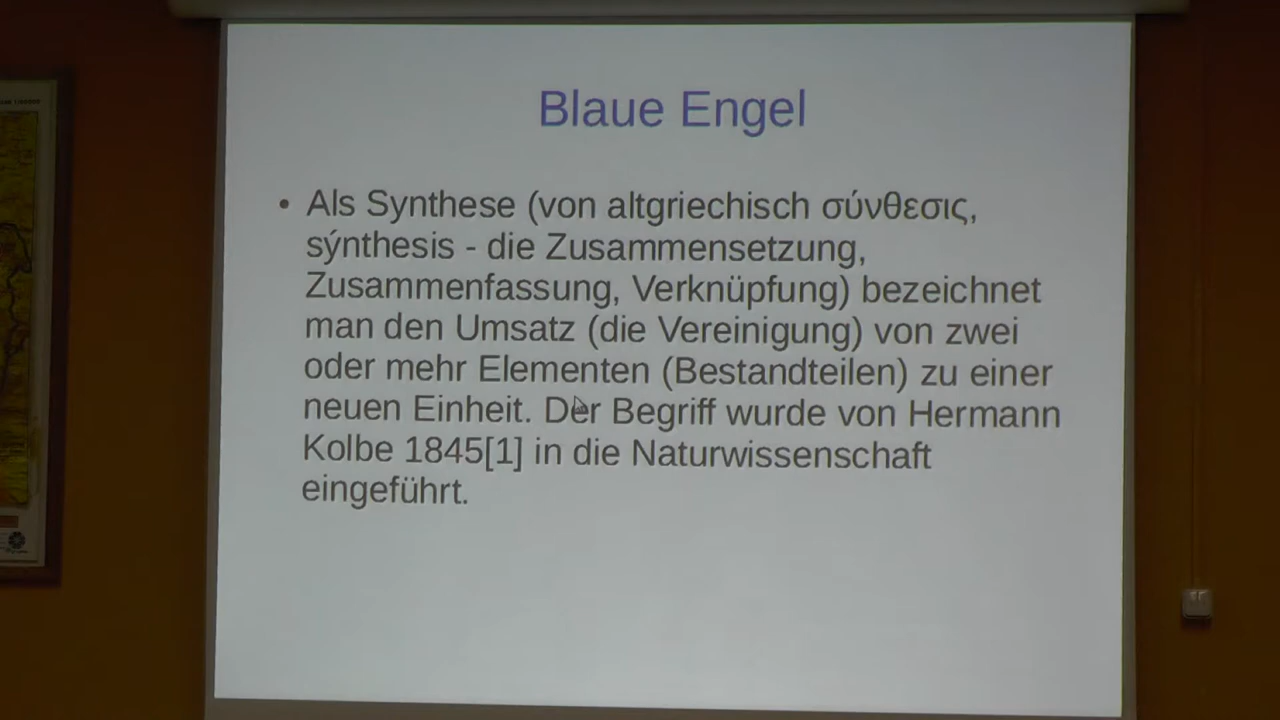 Blaue Engel
• Als Synthese (von altgriechisch σύνθεσις,
sýnthesis - die Zusammensetzung,
Zusammenfassung, Verknüpfung) bezeichnet
man den Umsatz (die Vereinigung) von zwei
oder mehr Elementen (Bestandteilen) zu einer
neuen Einheit. Der Begriff wurde von Hermann
Kolbe 1845[1] in die Naturwissenschaft
eingeführt.